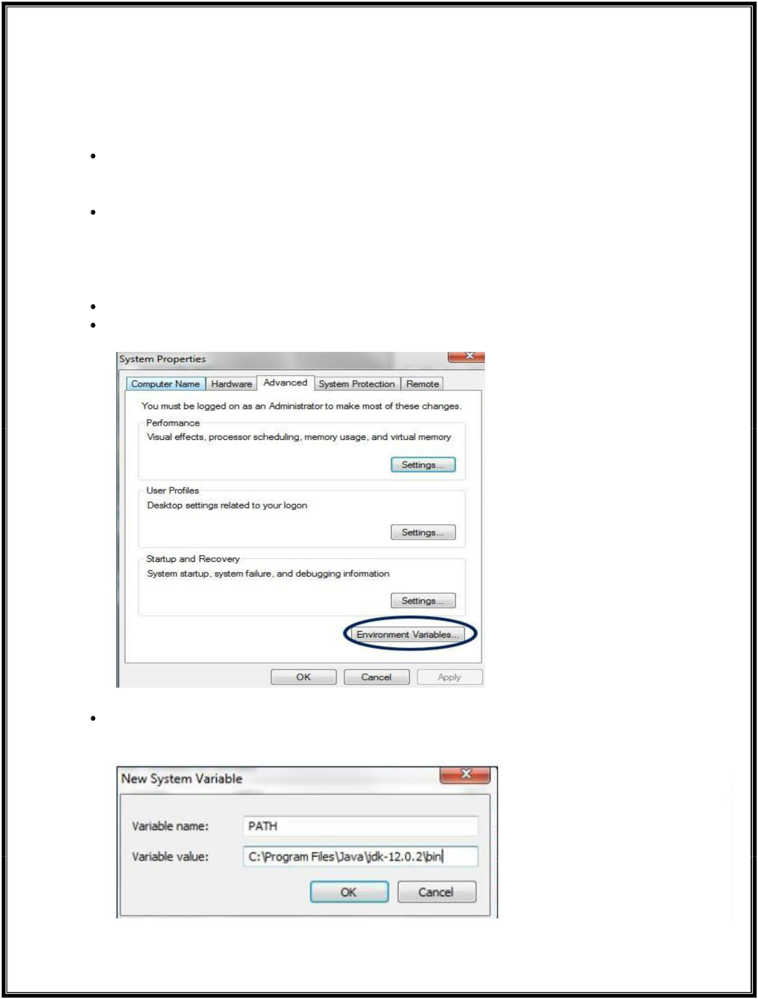 System Properties
Computer Name Hardware Advanced System Protection Remote
You must be logged on as an Administrator to make most of these changes.
Performance
Visual effects, processor scheduling, memory usage, and virtual memory
Settings...
User Profiles
Desktop settings related to your logon
Settings...
Startup and Recovery
System startup, system failure, and debugging information
Settings...
Environment Variables...
OK Cancel Apply
New System Variable
Variable name: PATH
Variable value: C:\Program Files\Java\jdk-12.0.2\bin
OK Cancel